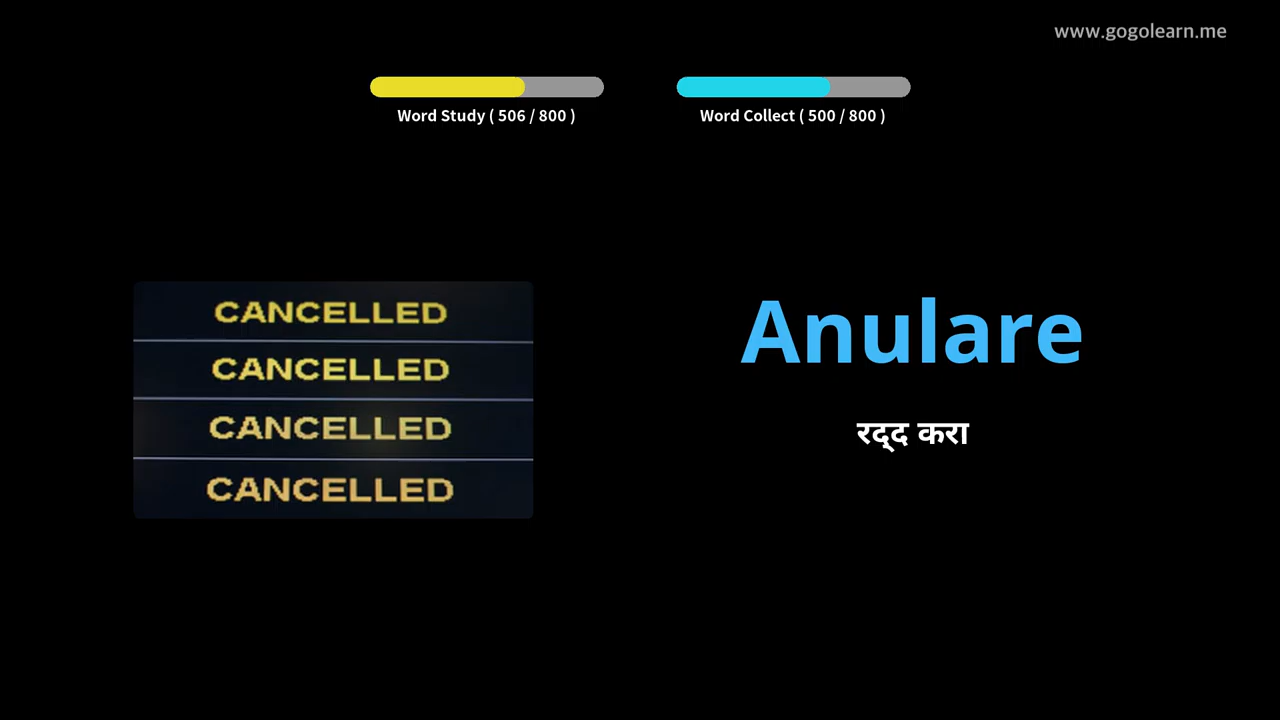 www.gogolearn.me
Word Study ( 506 / 800 )
Word Collect ( 500 / 800 )
CANCELLED
CANCELLED
CANCELLED
CANCELLED
Anulare
रद्द करा